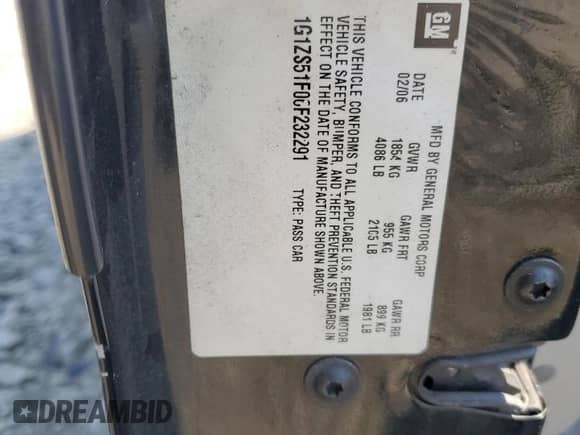 GM
MFD BY GENERAL MOTORS CORP
DATE GVWR GAWR FRT GAWR RR
02/06 1854 KG 955 KG 899 KG
4086 LB 2105 LB 1981 LB
THIS VEHICLE CONFORMS TO ALL APPLICABLE U.S. FEDERAL MOTOR
VEHICLE SAFETY, BUMPER, AND THEFT PREVENTION STANDARDS IN
EFFECT ON THE DATE OF MANUFACTURE SHOWN ABOVE.
1G1ZS51F06F232291 TYPE: PASS CAR
DREAMBID